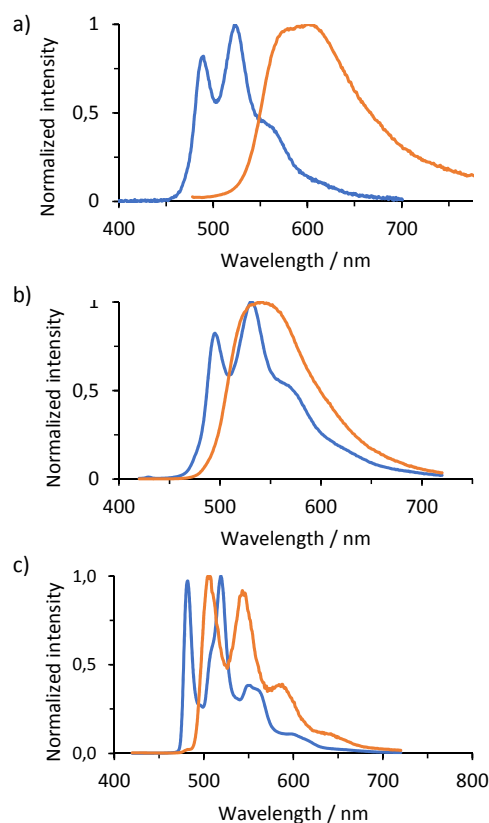 a)
Normalized intensity
1
0,5
0
400 500 600 700
Wavelength / nm
b)
Normalized intensity
1
0,5
0
400 500 600 700
Wavelength / nm
c)
Normalized intensity
1,0
0,5
0,0
400 500 600 700 800
Wavelength / nm